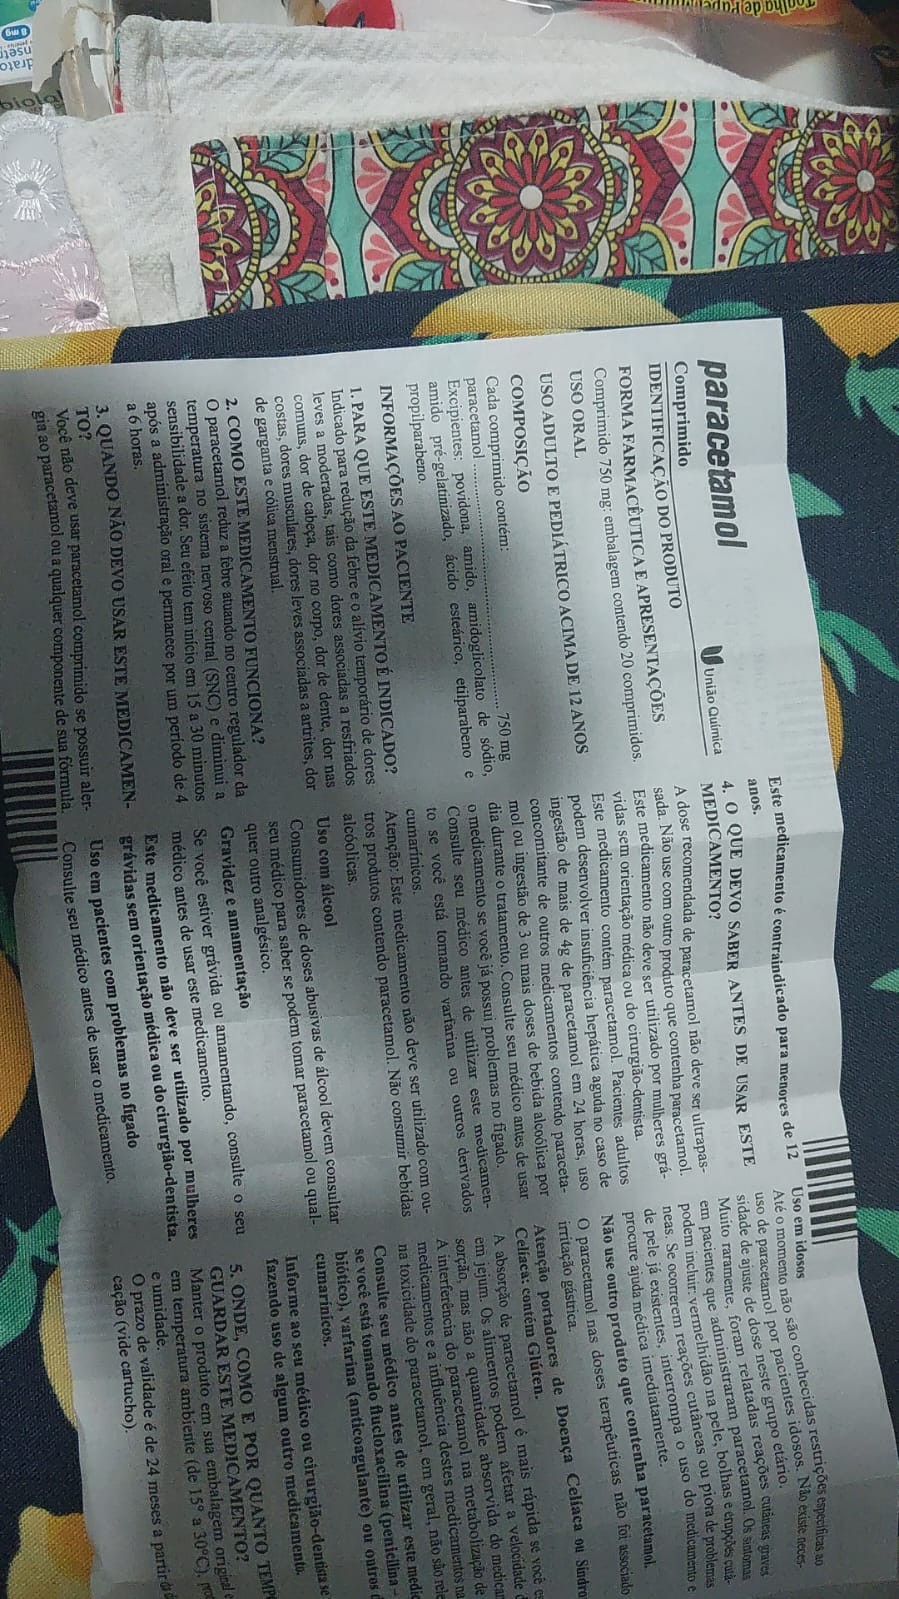 paracetamol
União Química
Comprimido
IDENTIFICAÇÃO DO PRODUTO
FORMA FARMACÊUTICA E APRESENTAÇÕES
Comprimido 750 mg: embalagem contendo 20 comprimidos.
USO ORAL
USO ADULTO E PEDIÁTRICO ACIMA DE 12 ANOS
COMPOSIÇÃO
Cada comprimido contém:
paracetamol ........................................................ 750 mg
Excipientes: povidona, amido, amidoglicolato de sódio,
amido pré-gelatinizado, ácido esteárico, etilparabeno e
propilparabeno.
INFORMAÇÕES AO PACIENTE
1. PARA QUE ESTE MEDICAMENTO É INDICADO?
Indicado para redução da febre e o alívio temporário de dores
leves a moderadas, tais como dores associadas a resfriados
comuns, dor de cabeça, dor no corpo, dor de dente, dor nas
costas, dores musculares, dores leves associadas a artrites, dor
de garganta e cólica menstrual.
2. COMO ESTE MEDICAMENTO FUNCIONA?
O paracetamol reduz a febre atuando no centro regulador da
temperatura no sistema nervoso central (SNC) e diminui a
sensibilidade a dor. Seu efeito tem início em 15 a 30 minutos
após a administração oral e permanece por um período de 4
a 6 horas.
3. QUANDO NÃO DEVO USAR ESTE MEDICAMEN-
TO?
Você não deve usar paracetamol comprimido se possuir aler-
gia ao paracetamol ou a qualquer componente de sua fórmula.
Este medicamento é contraindicado para menores de 12
anos.
4. O QUE DEVO SABER ANTES DE USAR ESTE
MEDICAMENTO?
A dose recomendada de paracetamol não deve ser ultrapas-
sada. Não use com outro produto que contenha paracetamol.
Este medicamento não deve ser utilizado por mulheres grá-
vidas sem orientação médica ou do cirurgião-dentista.
Este medicamento contém paracetamol. Pacientes adultos
podem desenvolver insuficiência hepática aguda no caso de
ingestão de mais de 4g de paracetamol em 24 horas, uso
concomitante de outros medicamentos contendo paraceta-
mol ou ingestão de 3 ou mais doses de bebida alcoólica por
dia durante o tratamento. Consulte seu médico antes de usar
o medicamento se você já possui problemas no fígado.
Consulte seu médico antes de utilizar este medicamen-
to se você está tomando varfarina ou outros derivados
cumarínicos.
Atenção: Este medicamento não deve ser utilizado com ou-
tros produtos contendo paracetamol. Não consumir bebidas
alcoólicas.
Uso com álcool
Consumidores de doses abusivas de álcool devem consultar
seu médico para saber se podem tomar paracetamol ou qual-
quer outro analgésico.
Gravidez e amamentação
Se você estiver grávida ou amamentando, consulte o seu
médico antes de usar este medicamento.
Este medicamento não deve ser utilizado por mulheres
grávidas sem orientação médica ou do cirurgião-dentista.
Uso em pacientes com problemas no fígado
Consulte seu médico antes de usar o medicamento.
Uso em idosos
Até o momento não são conhecidas restrições específicas ao
uso de paracetamol por pacientes idosos. Não existe neces-
sidade de ajuste de dose neste grupo etário.
Muito raramente, foram relatadas reações cutâneas graves
em pacientes que administraram paracetamol. Os sintomas
podem incluir: vermelhidão na pele, bolhas e erupções cutâ-
neas. Se ocorrerem reações cutâneas ou piora de problemas
de pele já existentes, interrompa o uso do medicamento e
procure ajuda médica imediatamente.
Não use outro produto que contenha paracetamol.
O paracetamol nas doses terapêuticas não foi associado
irritação gástrica.
Atenção portadores de Doença Celíaca ou Síndro
Celíaca: contém Glúten.
A absorção de paracetamol é mais rápida se você es
em jejum. Os alimentos podem afetar a velocidade d
sorção, mas não a quantidade absorvida do medicar
A interferência do paracetamol na metabolização de
medicamentos e a influência destes medicamentos na
na toxicidade do paracetamol, em geral, não são rele
Consulte seu médico antes de utilizar este medic
se você está tomando flucloxacilina (penicilina -
biótico), varfarina (anticoagulante) ou outros d
cumarínicos.
Informe ao seu médico ou cirurgião-dentista se
fazendo uso de algum outro medicamento.
5. ONDE, COMO E POR QUANTO TEMP
GUARDAR ESTE MEDICAMENTO?
Manter o produto em sua embalagem original e
em temperatura ambiente (de 15º a 30ºC),
e umidade.
O prazo de validade é de 24 meses a partir da
cação (vide cartucho).
8 mg